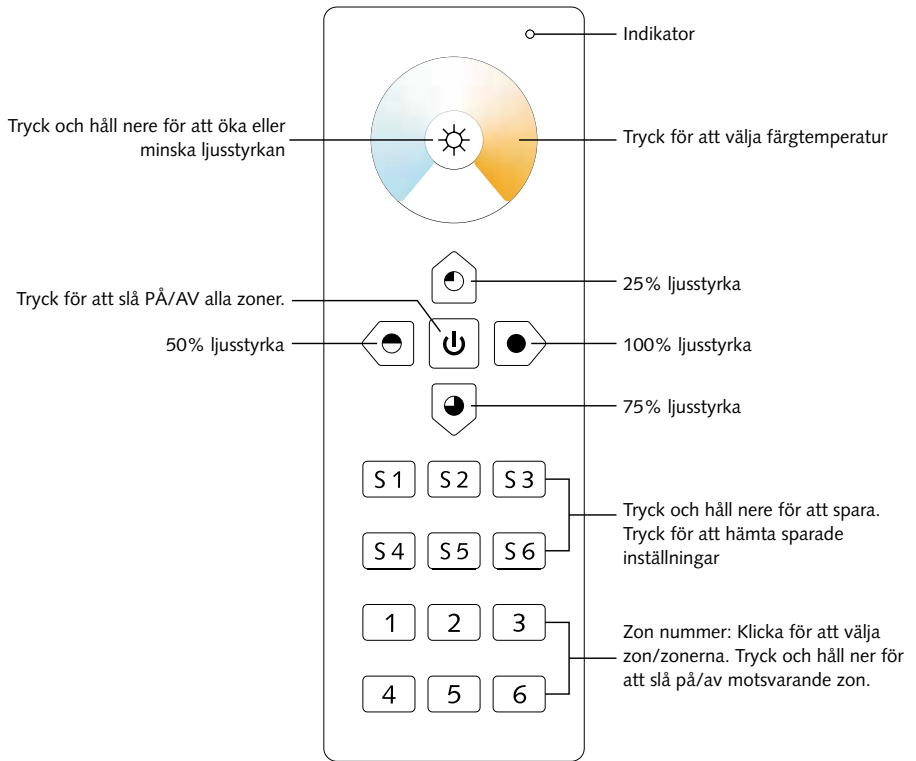 Indikator
Tryck och håll nere för att öka eller
minska ljusstyrkan
Tryck för att välja färgtemperatur
25% ljusstyrka
Tryck för att slå PÅ/AV alla zoner.
50% ljusstyrka
100% ljusstyrka
75% ljusstyrka
S 1 S 2 S 3
S 4 S 5 S 6
Tryck och håll nere för att spara.
Tryck för att hämta sparade
inställningar
1 2 3
4 5 6
Zon nummer: Klicka för att välja
zon/zonerna. Tryck och håll ner för
att slå på/av motsvarande zon.